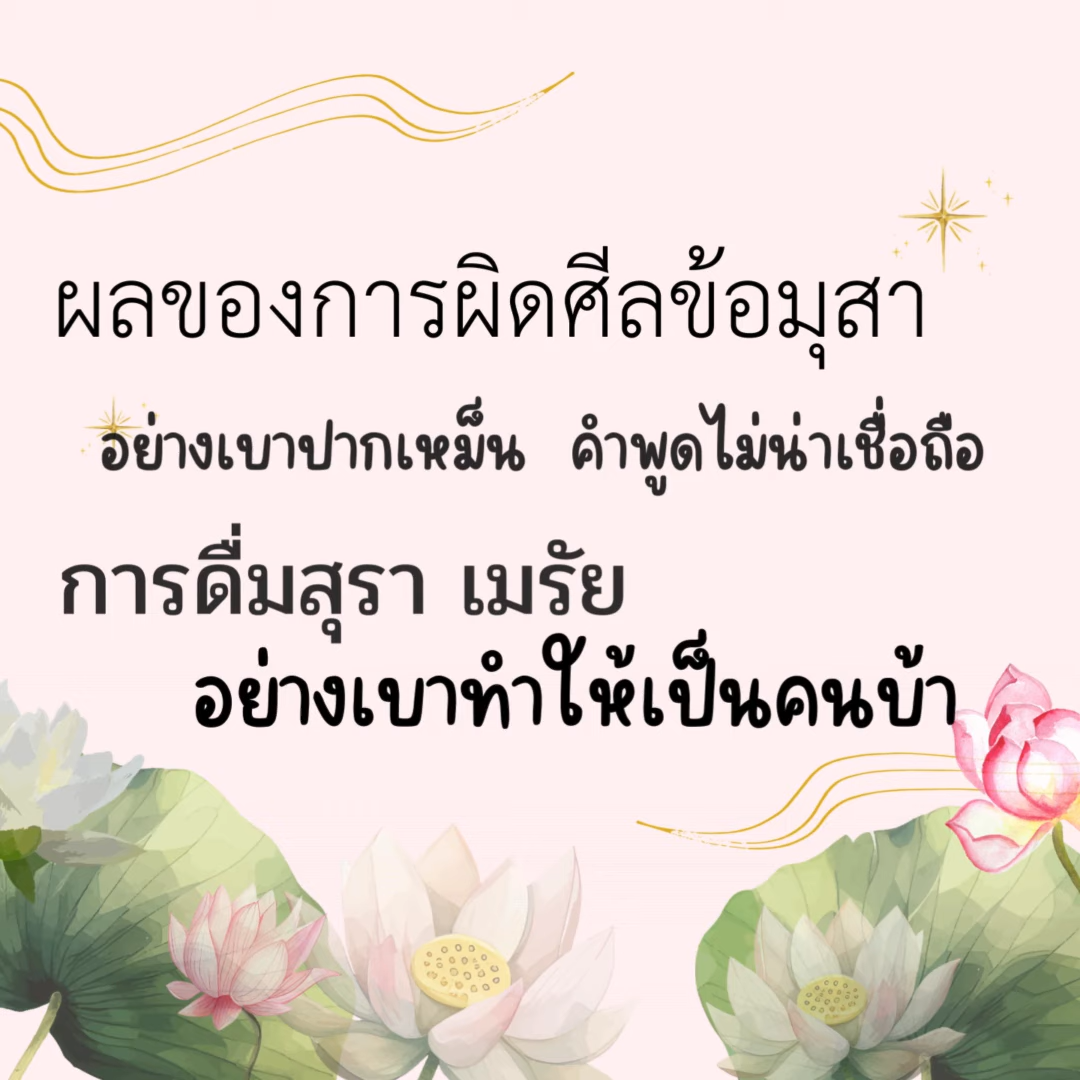 ผลของการผิดศีลข้อมุสา
อย่างเบาปากเหม็น คำพูดไม่น่าเชื่อถือ
การดื่มสุรา เมรัย
อย่างเบาทำให้เป็นคนบ้า